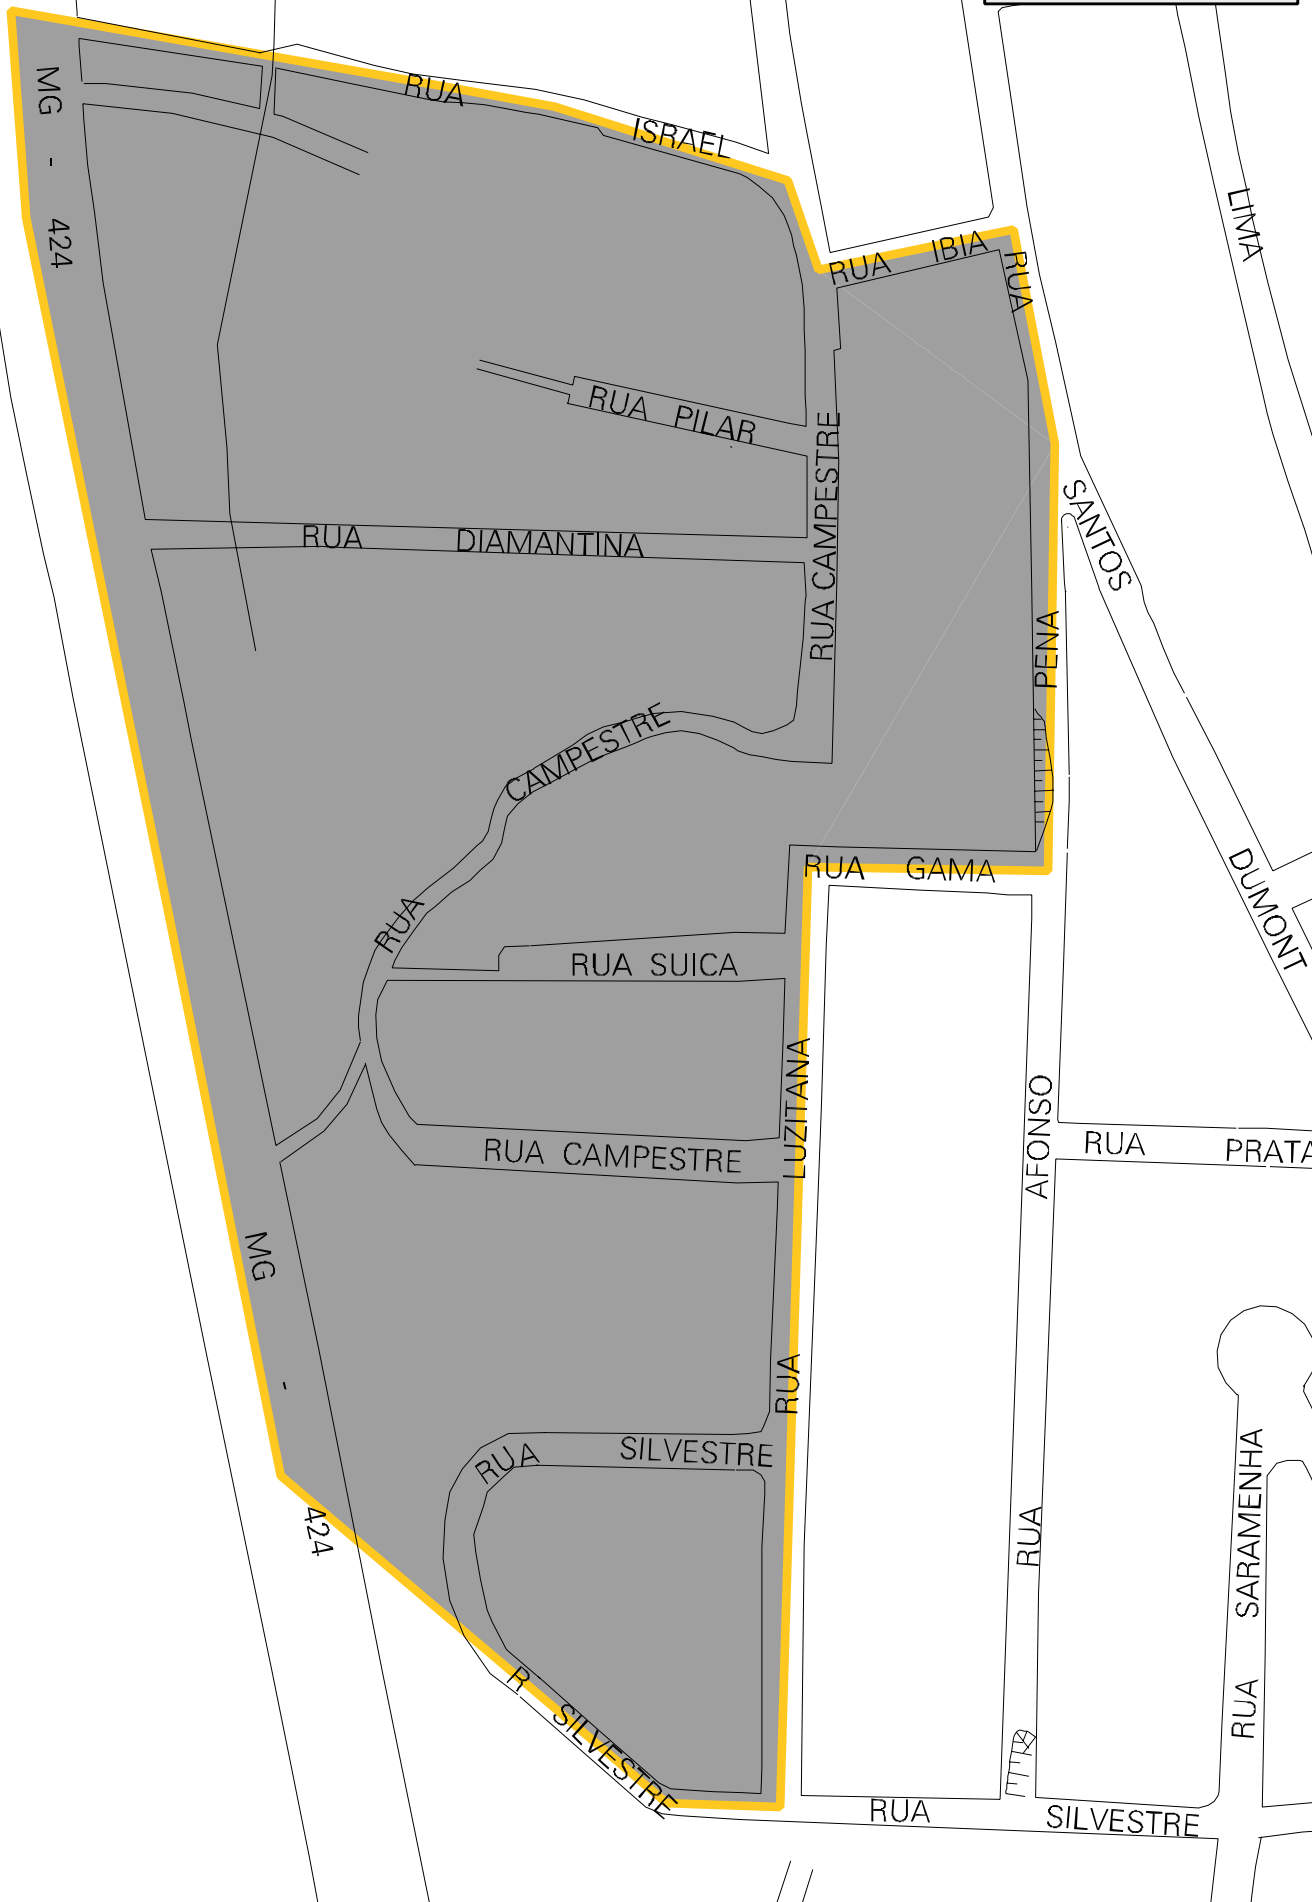 MG - 424
RUA ISRAEL
LIMA
RUA IBIA
RUA
RUA PILAR
RUA CAMPESTRE
SANTOS
RUA DIAMANTINA
PENA
CAMPESTRE
RUA GAMA
DUMONT
RUA
RUA SUICA
LUZITANA
AFONSO
RUA PRATA
RUA CAMPESTRE
MG - 424
RUA
RUA SILVESTRE
SARAMENHA
RUA
RUA
R SILVESTRE
RUA SILVESTRE